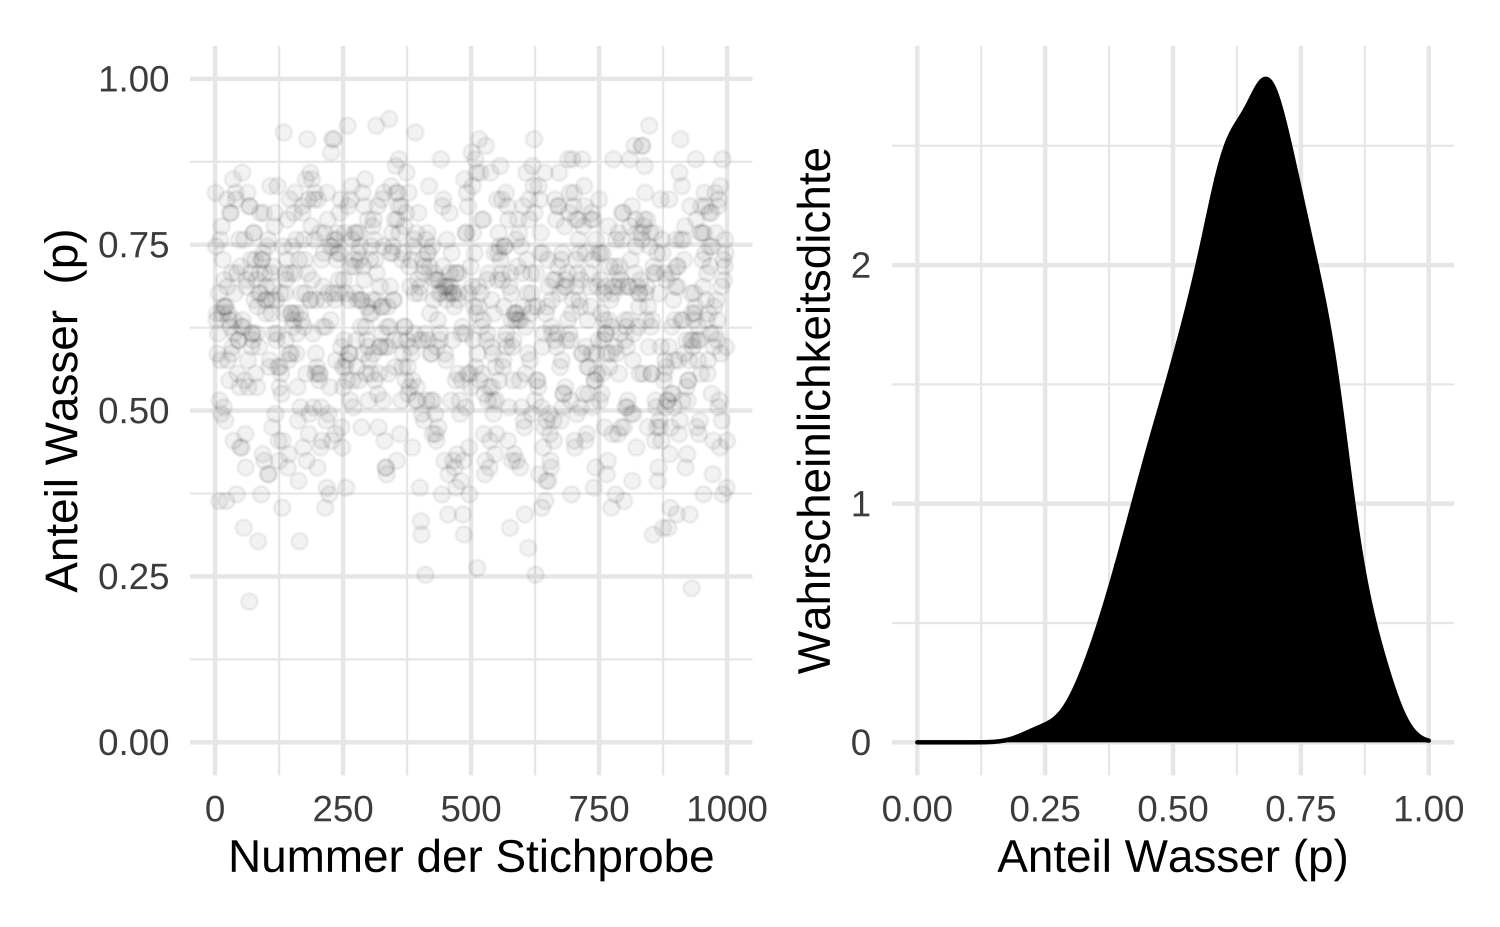 Anteil Wasser  (p)
1.00
0.75
0.50
0.25
0.00
0 250 500 750 1000
Nummer der Stichprobe
Wahrscheinlichkeitsdichte
2
1
0
0.00 0.25 0.50 0.75 1.00
Anteil Wasser (p)